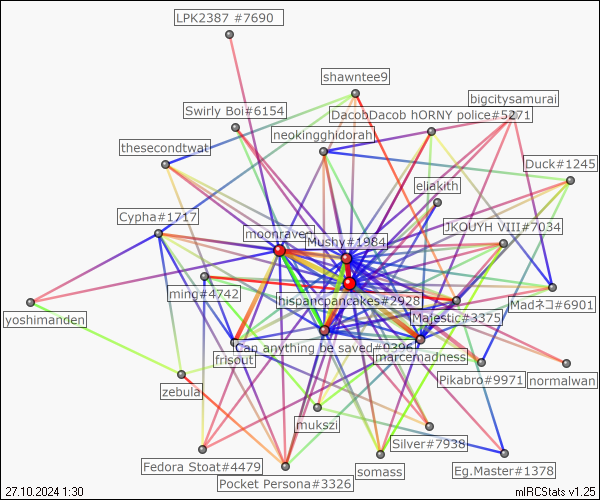 LPK2387 #7690
shawntee9
bigcitysamurai
Swirly Boi#6154
DacobDacob hORNY police#5271
neokingghidorah
thesecondtwat
Duck#1245
eliakith
Cypha#1717
JKOUYH VIII#7034
moonraven
Mushy#1984
ming#4742
hispanicpancakes#2928
Madネコ#6901
Majestic#3375
yoshimanden
Can anything be saved#0396
marcemadness
frisout
Pikabro#9971
normalwan
zebula
mukszi
Silver#7938
Fedora Stoat#4479
somass
Eg.Master#1378
Pocket Persona#3326
27.10.2024 1:30
mIRCStats v1.25